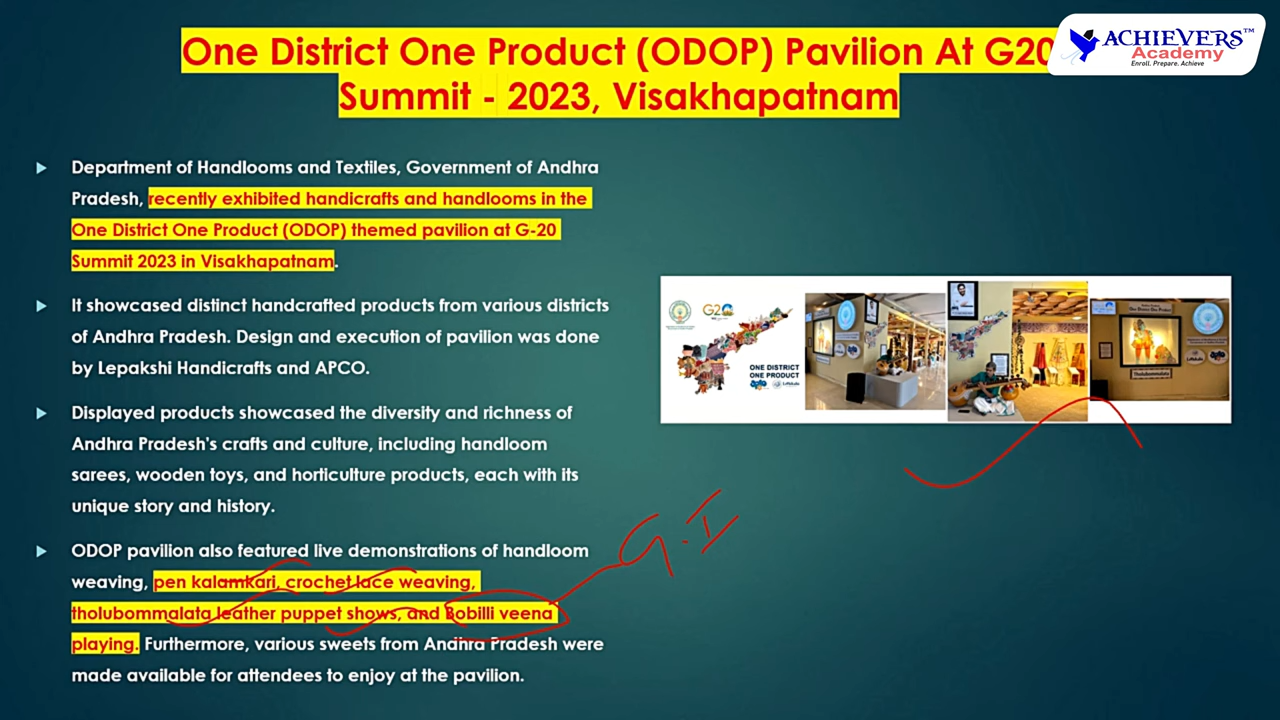 One District One Product (ODOP) Pavilion At G20
Summit - 2023, Visakhapatnam
ACHIEVERS™
Academy
Enroll. Prepare. Achieve
Department of Handlooms and Textiles, Government of Andhra
Pradesh, recently exhibited handicrafts and handlooms in the
One District One Product (ODOP) themed pavilion at G-20
Summit 2023 in Visakhapatnam.
It showcased distinct handcrafted products from various districts
of Andhra Pradesh. Design and execution of pavilion was done
by Lepakshi Handicrafts and APCO.
Displayed products showcased the diversity and richness of
Andhra Pradesh's crafts and culture, including handloom
sarees, wooden toys, and horticulture products, each with its
unique story and history.
ODOP pavilion also featured live demonstrations of handloom
weaving, pen kalamkari, crochet lace weaving,
tholubommalata leather puppet shows, and Bobilli veena
playing. Furthermore, various sweets from Andhra Pradesh were
made available for attendees to enjoy at the pavilion.
G.I
G20
ONE DISTRICT
ONE PRODUCT
Tholubommalata